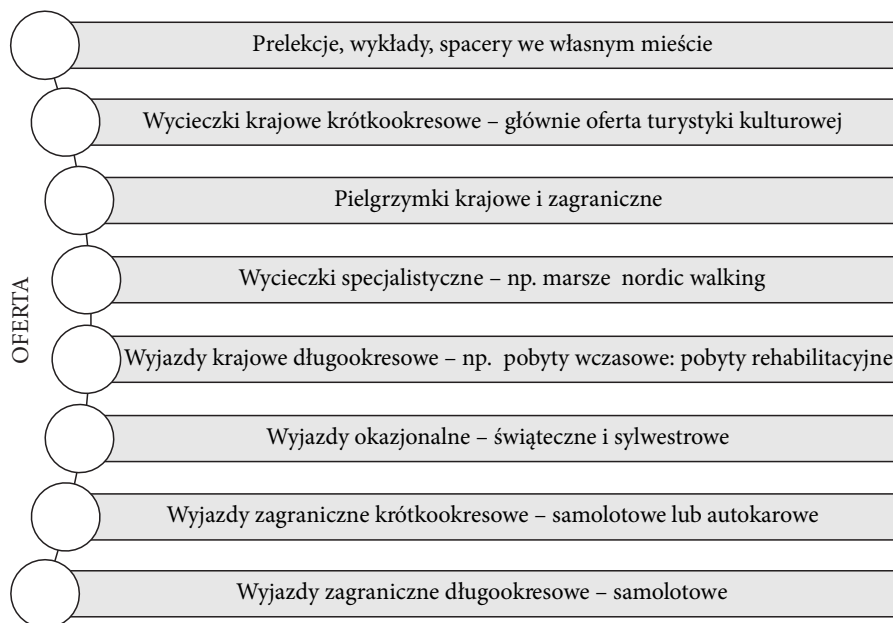 OFERTA
Prelekcje, wykłady, spacery we własnym mieście
Wycieczki krajowe krótkookresowe – głównie oferta turystyki kulturowej
Pielgrzymki krajowe i zagraniczne
Wycieczki specjalistyczne – np. marsze nordic walking
Wyjazdy krajowe długookresowe – np. pobyty wczasowe: pobyty rehabilitacyjne
Wyjazdy okazjonalne – świąteczne i sylwestrowe
Wyjazdy zagraniczne krótkookresowe – samolotowe lub autokarowe
Wyjazdy zagraniczne długookresowe – samolotowe